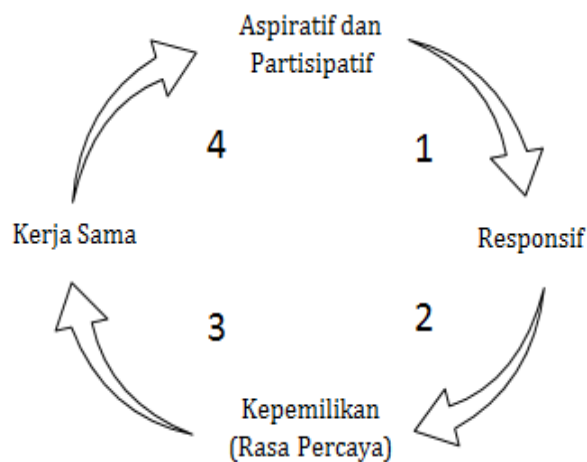 Aspiratif dan
Partisipatif
4
1
Kerja Sama
Responsif
3
2
Kepemilikan
(Rasa Percaya)